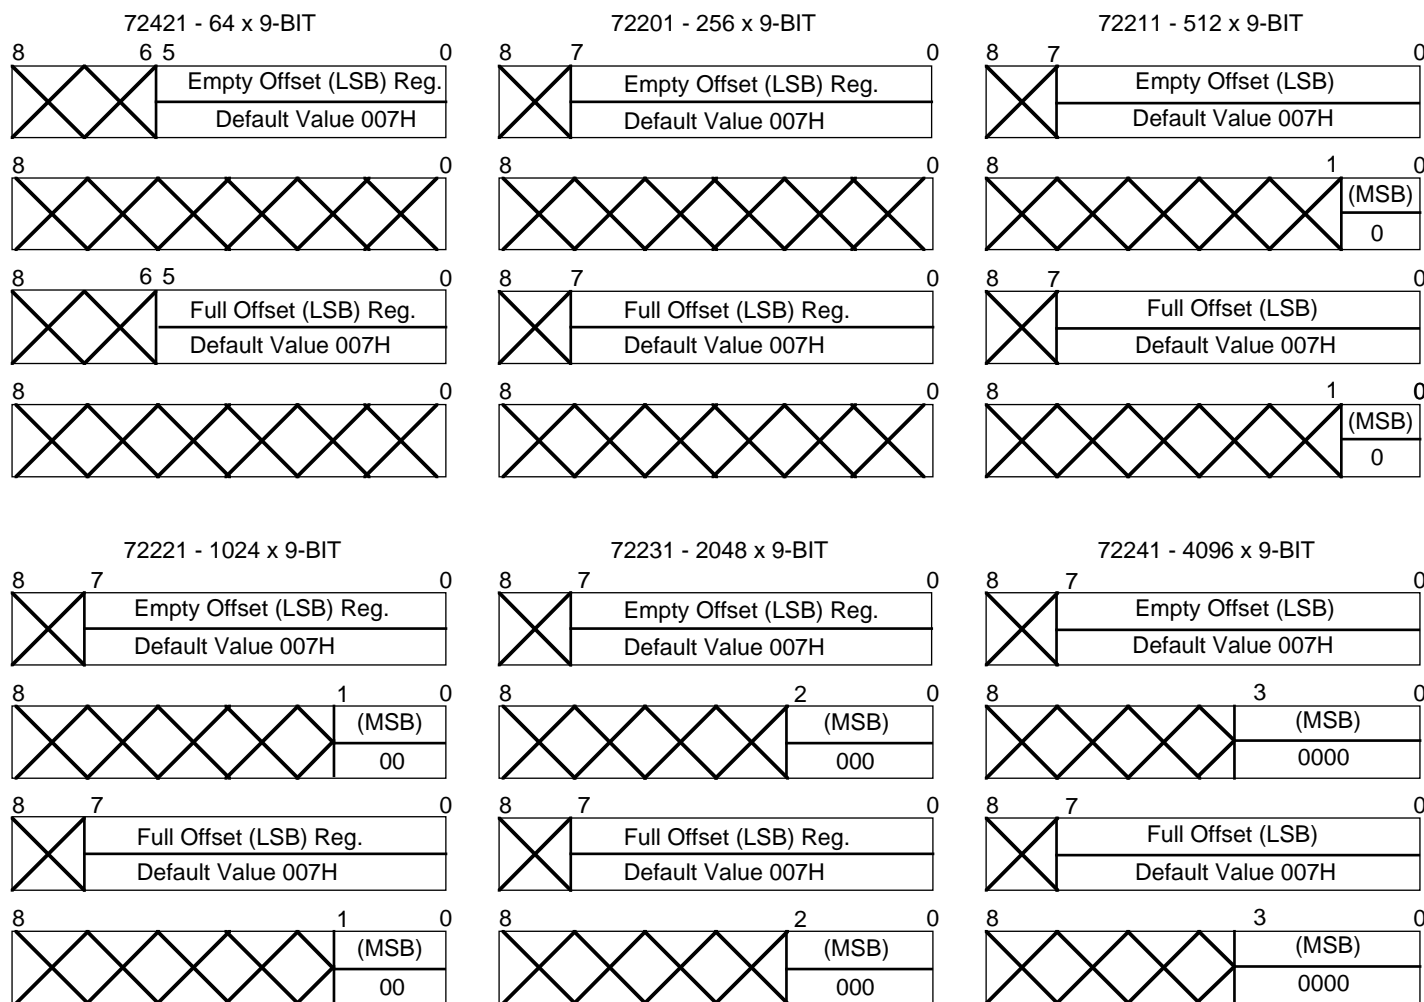 72421 - 64 x 9-BIT
8 6 5 0
Empty Offset (LSB) Reg.
Default Value 007H
8 0
8 6 5 0
Full Offset (LSB) Reg.
Default Value 007H
8 0
72201 - 256 x 9-BIT
8 7 0
Empty Offset (LSB) Reg.
Default Value 007H
8 0
8 7 0
Full Offset (LSB) Reg.
Default Value 007H
8 0
72211 - 512 x 9-BIT
8 7 0
Empty Offset (LSB)
Default Value 007H
8 1 0
(MSB)
0
8 7 0
Full Offset (LSB)
Default Value 007H
8 1 0
(MSB)
0
72221 - 1024 x 9-BIT
8 7 0
Empty Offset (LSB) Reg.
Default Value 007H
8 1 0
(MSB)
00
8 7 0
Full Offset (LSB) Reg.
Default Value 007H
8 1 0
(MSB)
00
72231 - 2048 x 9-BIT
8 7 0
Empty Offset (LSB) Reg.
Default Value 007H
8 2 0
(MSB)
000
8 7 0
Full Offset (LSB) Reg.
Default Value 007H
8 2 0
(MSB)
000
72241 - 4096 x 9-BIT
8 7 0
Empty Offset (LSB)
Default Value 007H
8 3 0
(MSB)
0000
8 7 0
Full Offset (LSB)
Default Value 007H
8 3 0
(MSB)
0000